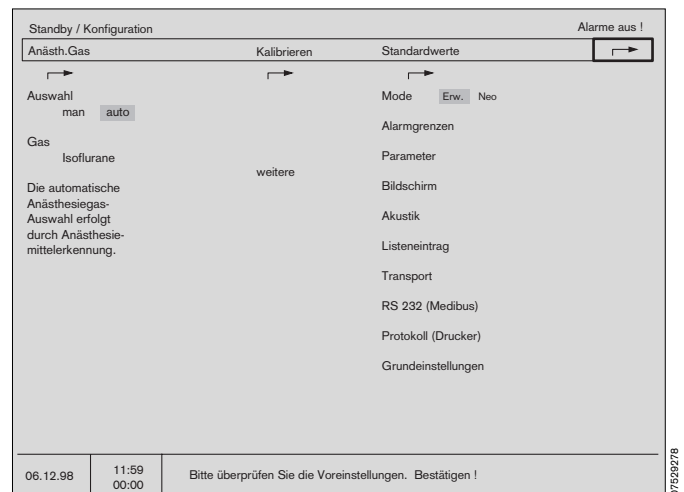 Standby / Konfiguration
Alarme aus !
Anästh.Gas
Kalibrieren
Standardwerte
Auswahl
man auto
Gas
Isoflurane
Die automatische
Anästhesiegas-
Auswahl erfolgt
durch Anästhesie-
mittelerkennung.
weitere
Mode Erw. Neo
Alarmgrenzen
Parameter
Bildschirm
Akustik
Listeneintrag
Transport
RS 232 (Medibus)
Protokoll (Drucker)
Grundeinstellungen
06.12.98
11:59
00:00
Bitte überprüfen Sie die Voreinstellungen. Bestätigen !